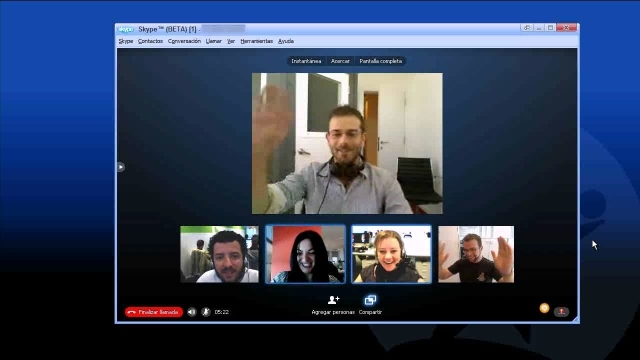 skype Skype™ (BETA) [1] -
Skype Contactos Conversación Llamar Ver Herramientas Ayuda
Instantánea Acercar Pantalla completa
Finalizar llamada 05:22 Agregar personas Compartir